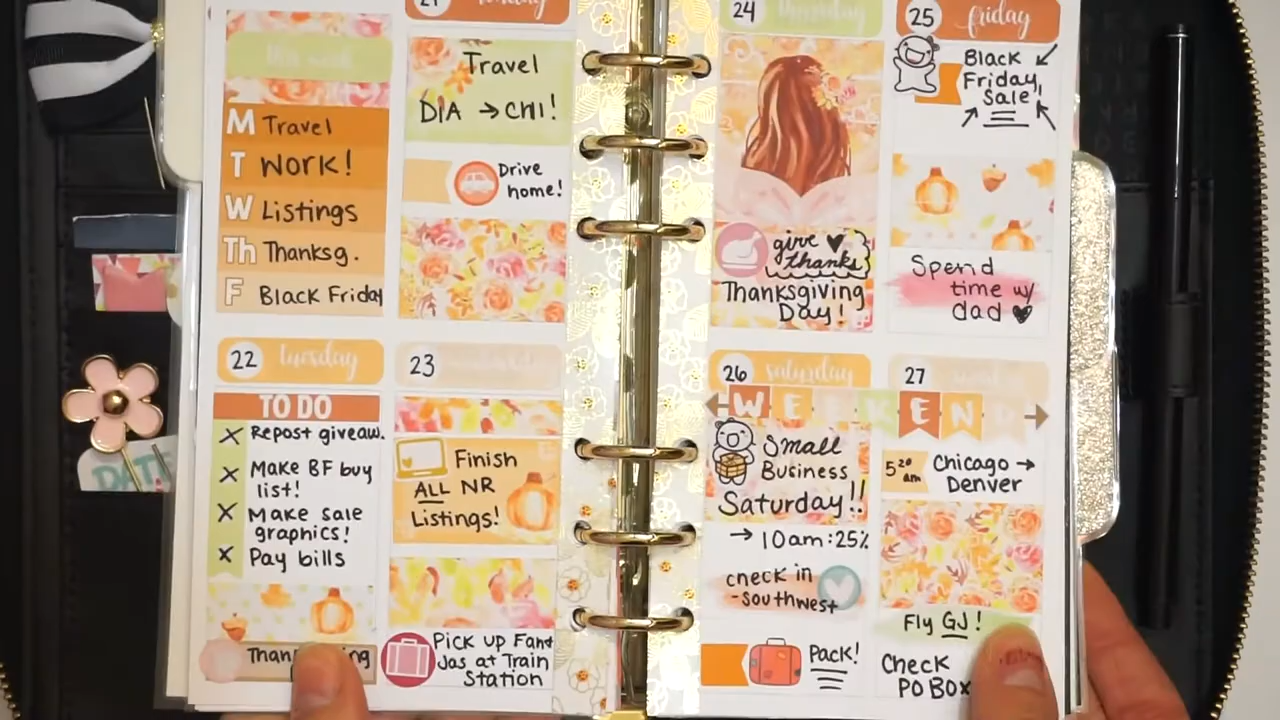 M Travel
T WORK!
W Listings
Th Thanksg.
F Black Friday
Travel
DIA → CHI!
Drive
home!
22 tuesday
TO DO
X Repost giveaw.
X Make BF buy
list!
X Make sale
graphics!
X Pay bills
23
Finish
ALL NR
Listings!
Pick up F
Jas at Train
Station
24 thursday
give ♥
thanks
Thanksgiving
Day!
25 friday
Black
Friday
Sale
Spend
time w/
dad ♥
26 saturday
27
WEEKEND
Small
Business
Saturday!!
→ 10am: 25%
check in
-southwest
Pack!
5:20
am
Chicago →
Denver
Fly GJ!
Check
PO Box
DATE